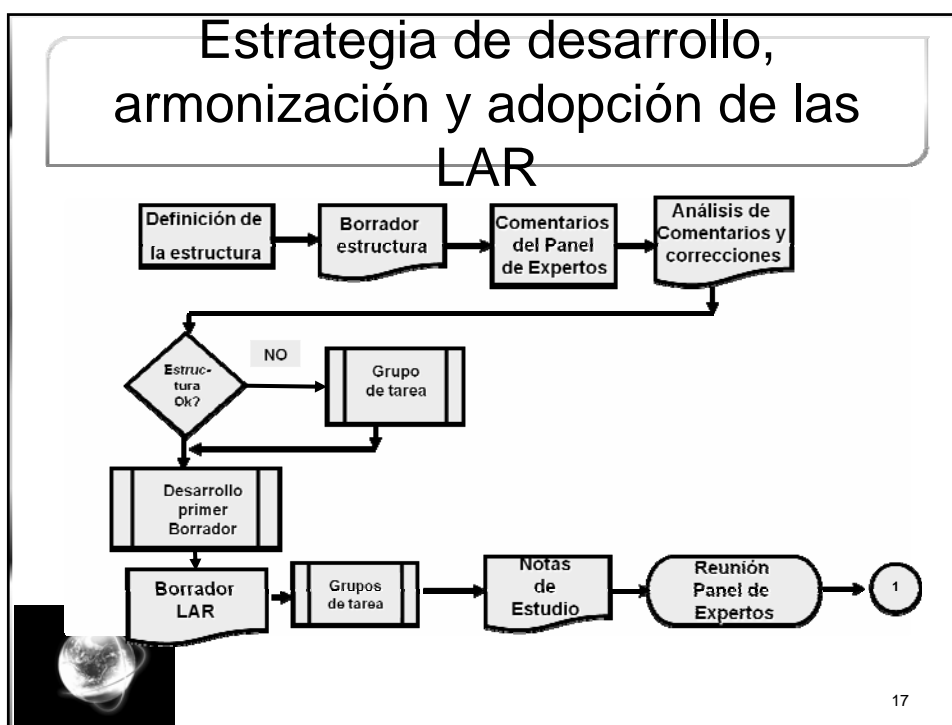 Estrategia de desarrollo,
armonización y adopción de las
LAR
Definición de
la estructura
Borrador
estructura
Comentarios
del Panel
de Expertos
Análisis de
Comentarios y
correcciones
Estruc-
tura
Ok?
NO
Grupo
de tarea
Desarrollo
primer
Borrador
Borrador
LAR
Grupos
de tarea
Notas
de
Estudio
Reunión
Panel de
Expertos
1
17